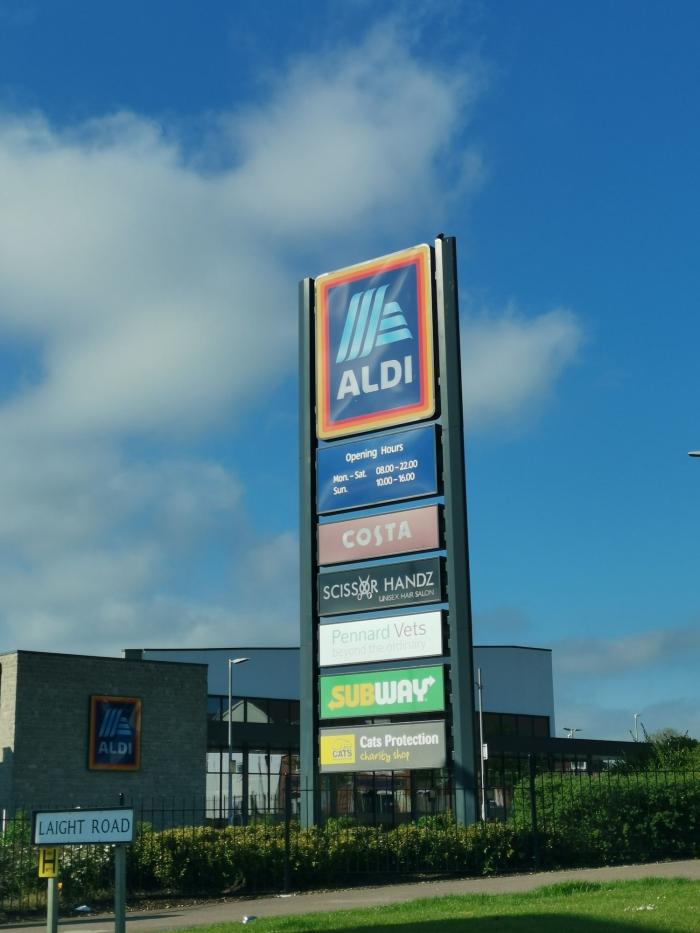 ALDI
Opening Hours
Mon. - Sat. 08.00 - 22.00
Sun. 10.00 - 16.00
COSTA
SCISSOR HANDZ
UNISEX HAIR SALON
Pennard Vets
beyond the ordinary
SUBWAY
CATS
Cats Protection
charity shop
ALDI
LAIGHT ROAD
H